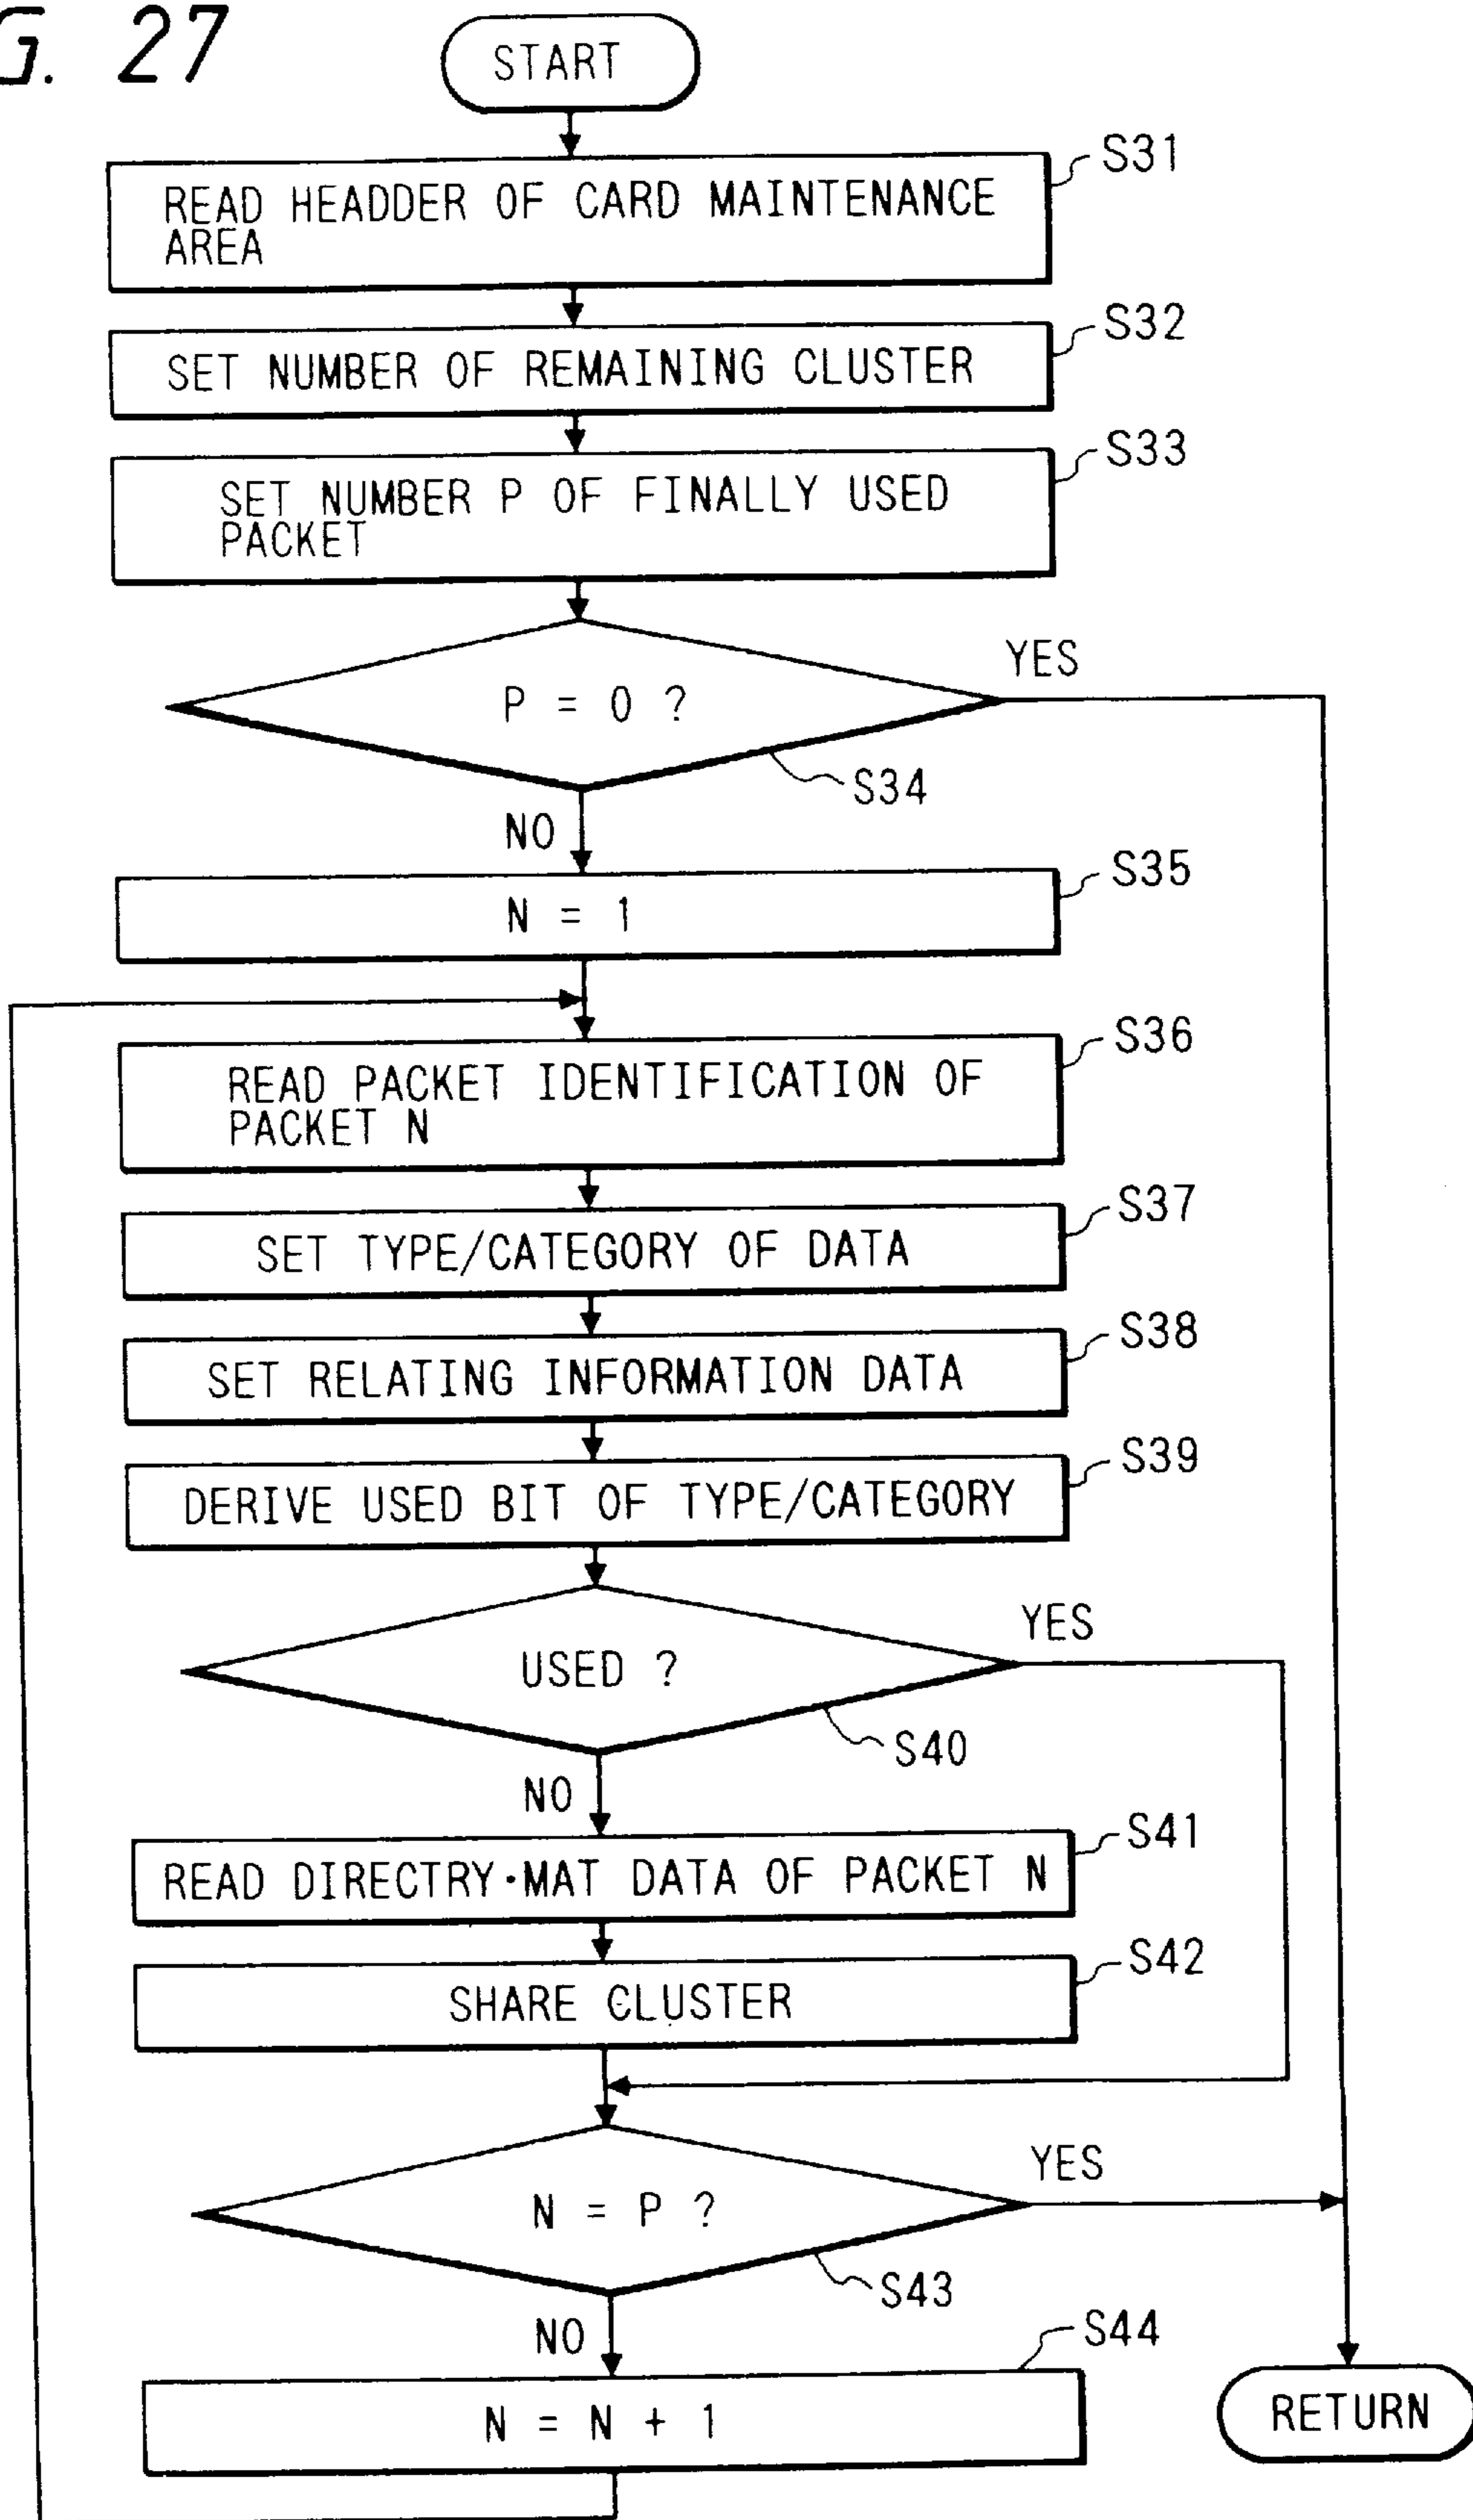 G. 27
START
S31
READ HEADDER OF CARD MAINTENANCE
AREA
S32
SET NUMBER OF REMAINING CLUSTER
S33
SET NUMBER P OF FINALLY USED
PACKET
YES
P = 0 ?
S34
NO
S35
N = 1
S36
READ PACKET IDENTIFICATION OF
PACKET N
S37
SET TYPE/CATEGORY OF DATA
S38
SET RELATING INFORMATION DATA
S39
DERIVE USED BIT OF TYPE/CATEGORY
YES
USED ?
S40
NO
S41
READ DIRECTRY·MAT DATA OF PACKET N
S42
SHARE CLUSTER
YES
N = P ?
S43
NO
S44
N = N + 1
RETURN